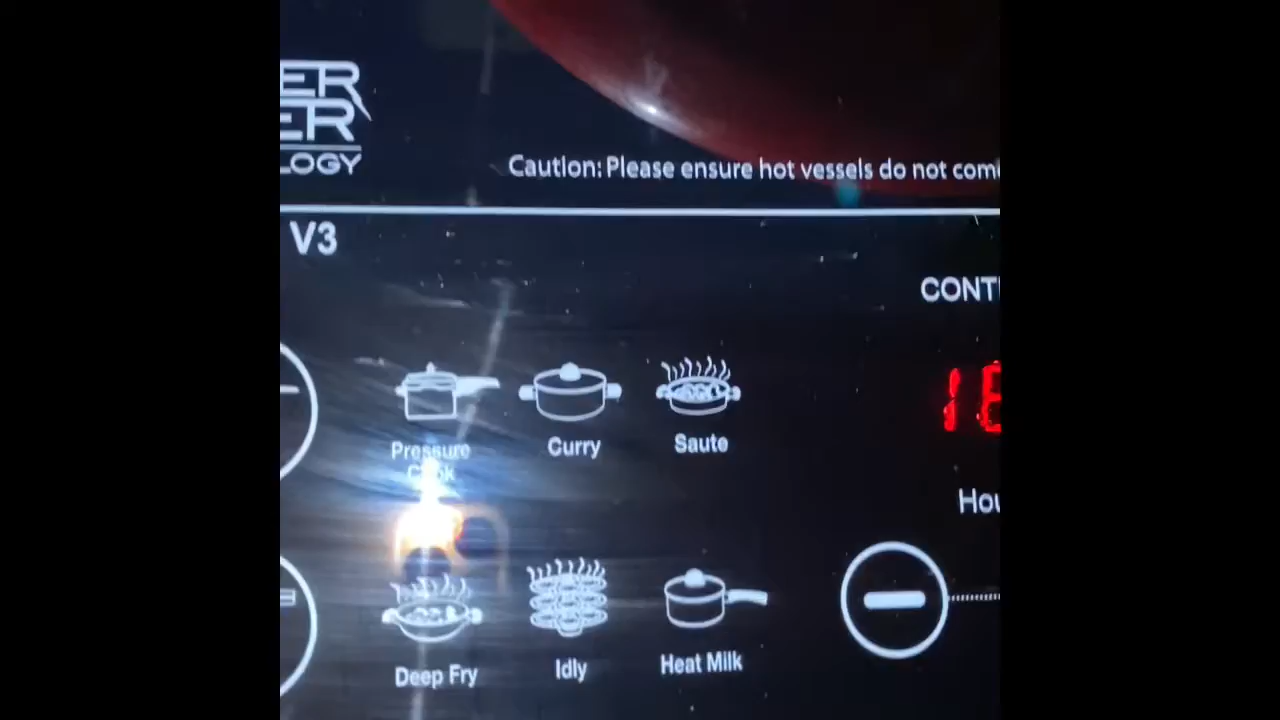 ER
ER
LOGY
Caution: Please ensure hot vessels do not com
V3
CONT
Pressure Cook
Curry
Saute
Hou
Deep Fry
Idly
Heat Milk